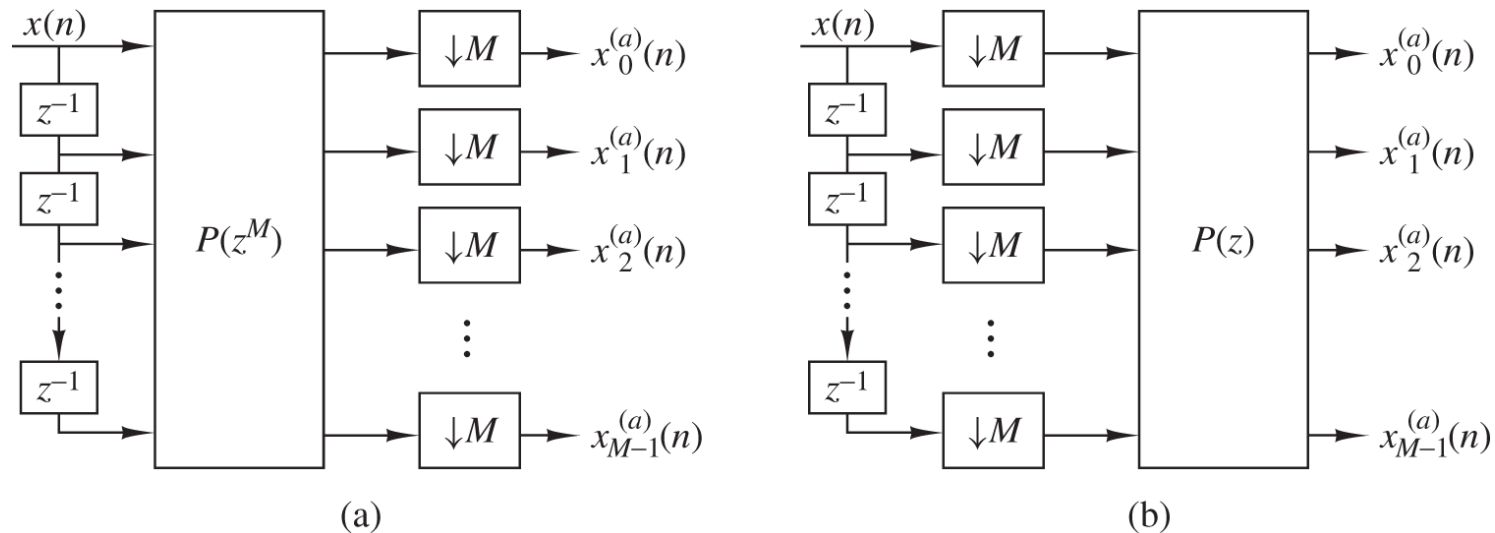 x(n)
z⁻¹
z⁻¹
z⁻¹
P(z^M)
↓M
↓M
↓M
↓M
x_0^{(a)}(n)
x_1^{(a)}(n)
x_2^{(a)}(n)
x_{M–1}^{(a)}(n)
(a)
x(n)
z⁻¹
z⁻¹
z⁻¹
↓M
↓M
↓M
↓M
P(z)
x_0^{(a)}(n)
x_1^{(a)}(n)
x_2^{(a)}(n)
x_{M–1}^{(a)}(n)
(b)